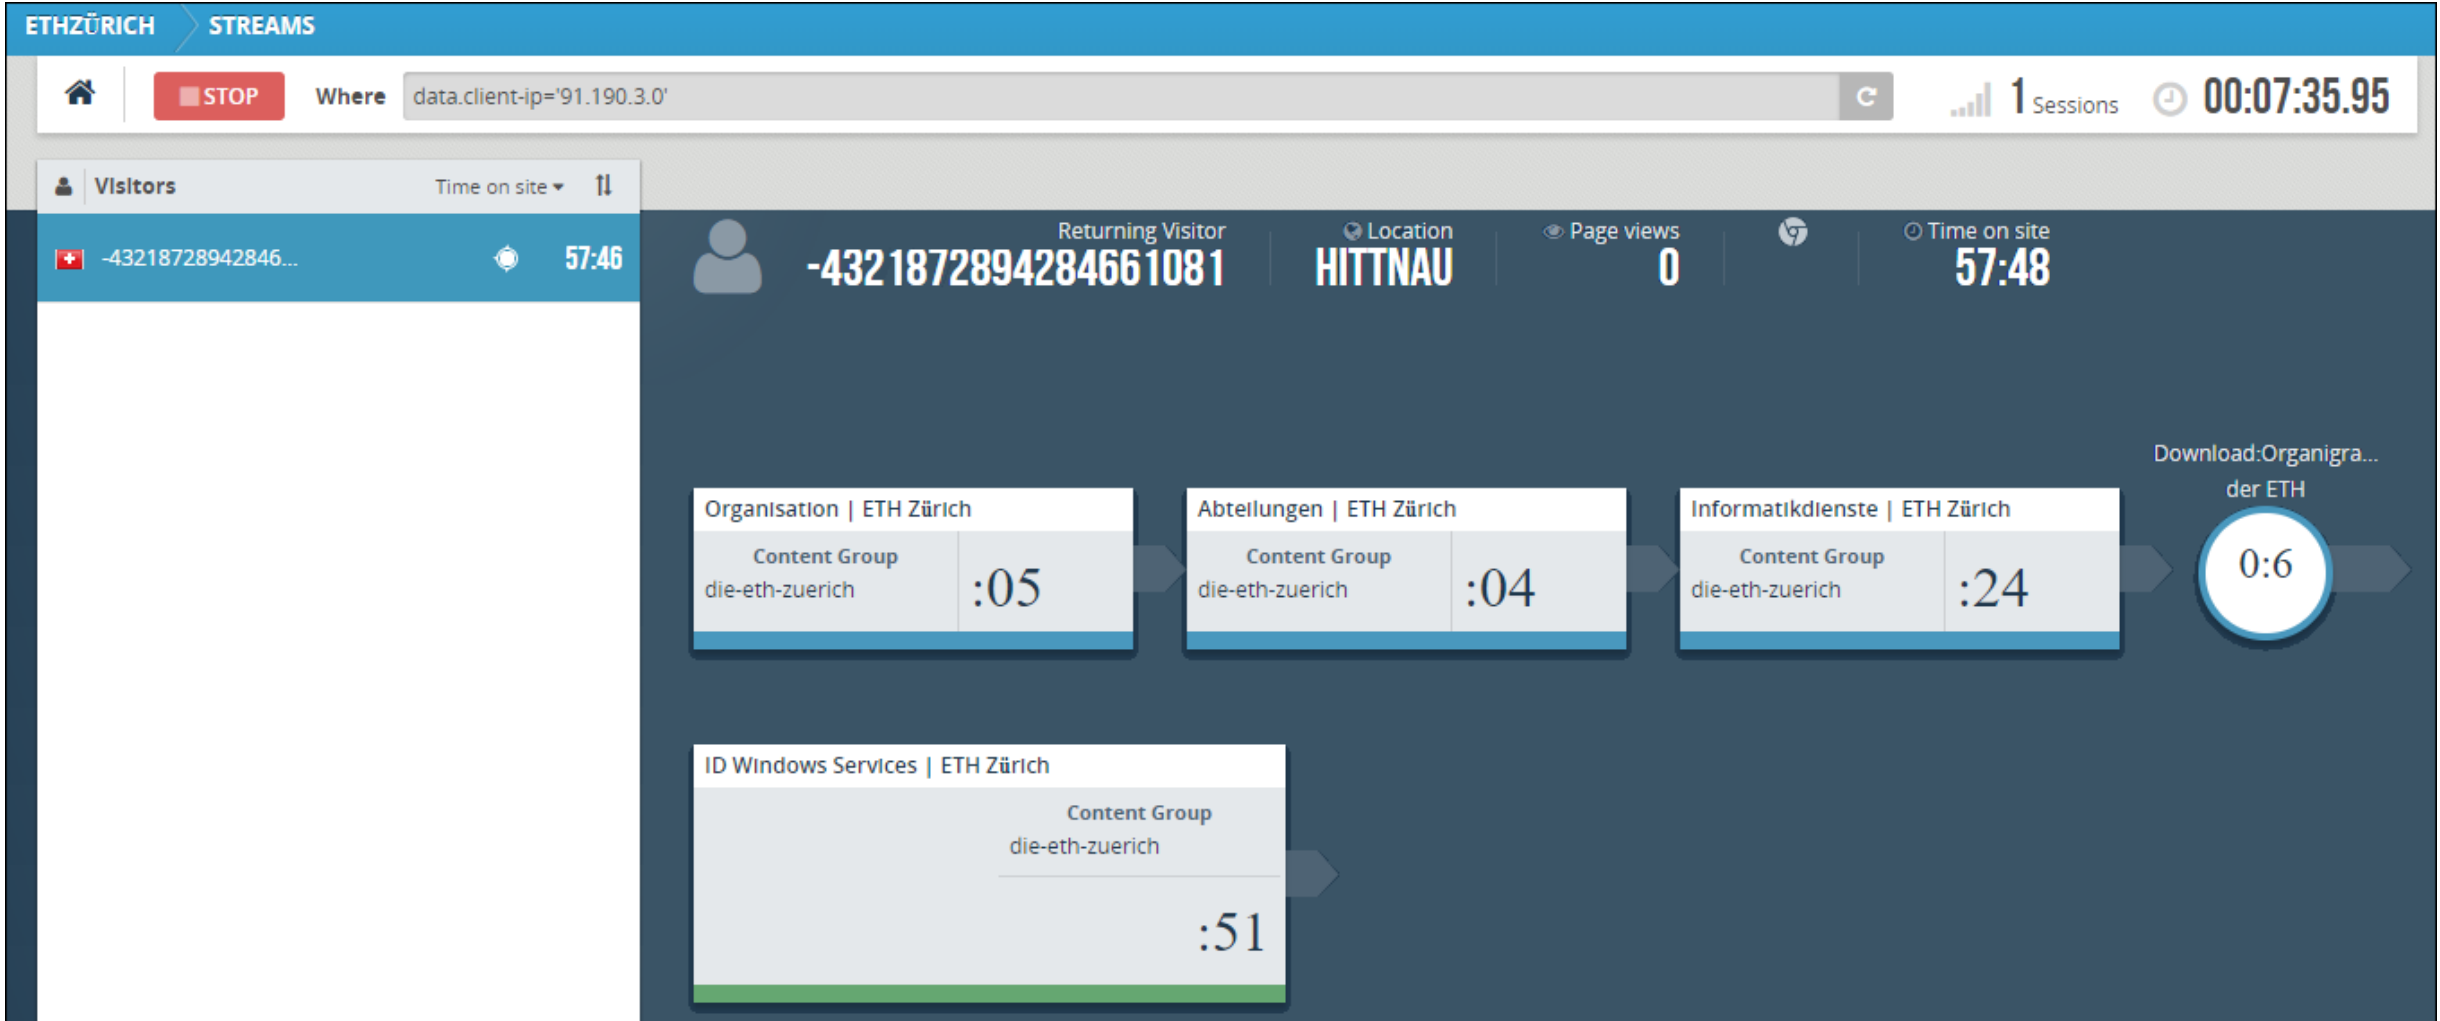 ETHZÜRICH STREAMS
STOP Where data.client-ip='91.190.3.0' 1 Sessions 00:07:35.95
Visitors Time on site
-43218728942846... 57:46
Returning Visitor Location Page views Time on site
-4321872894284661081 HITTNAU 0 57:48
Download:Organigra...
der ETH
0:6
Organisation | ETH Zürich
Content Group
die-eth-zuerich
:05
Abteilungen | ETH Zürich
Content Group
die-eth-zuerich
:04
Informatikdienste | ETH Zürich
Content Group
die-eth-zuerich
:24
ID Windows Services | ETH Zürich
Content Group
die-eth-zuerich
:51